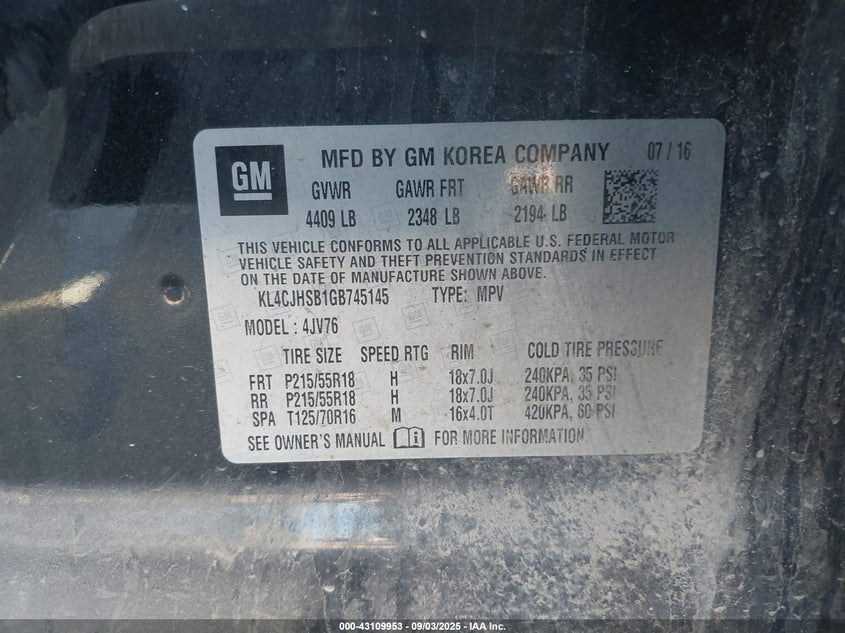 GM MFD BY GM KOREA COMPANY 07 / 16
GVWR GAWR FRT GAWR RR
4409 LB 2348 LB 2194 LB
THIS VEHICLE CONFORMS TO ALL APPLICABLE U.S. FEDERAL MOTOR
VEHICLE SAFETY AND THEFT PREVENTION STANDARDS IN EFFECT
ON THE DATE OF MANUFACTURE SHOWN ABOVE.
KL4CJHSB1GB745145 TYPE: MPV
MODEL : 4JV76
TIRE SIZE SPEED RTG RIM COLD TIRE PRESSURE
FRT P215/55R18 H 18x7.0J 240KPA, 35 PSI
RR P215/55R18 H 18x7.0J 240KPA, 35 PSI
SPA T125/70R16 M 16x4.0T 420KPA, 60 PSI
SEE OWNER'S MANUAL FOR MORE INFORMATION
000-43109953 - 09/03/2025 - IAA Inc.